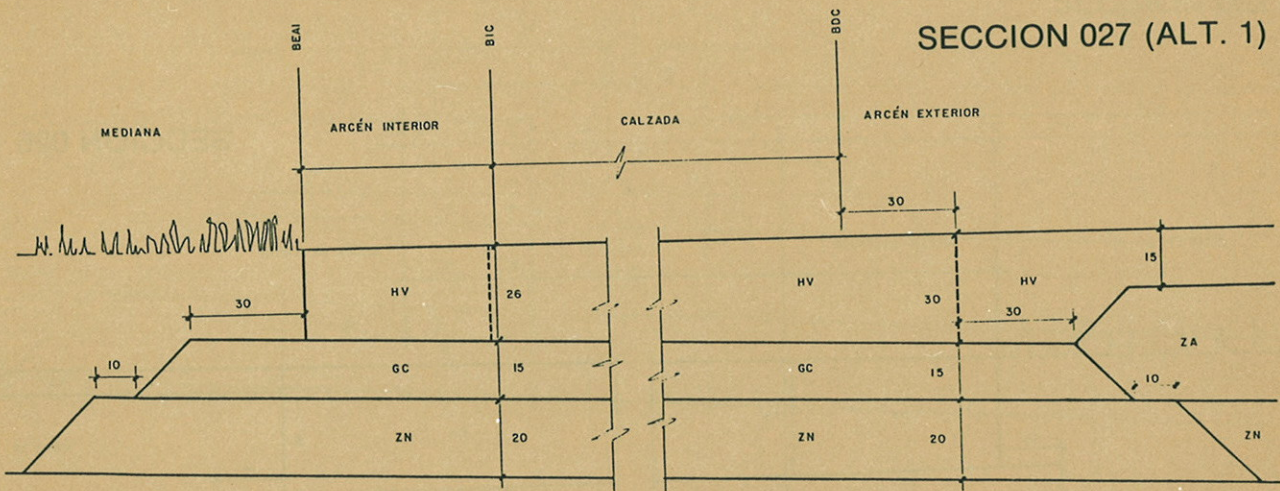 SECCION 027 (ALT. 1)
BEAI
BIC
BDC
MEDIANA
ARCÉN INTERIOR
CALZADA
ARCÉN EXTERIOR
30
15
HV
26
HV
30
HV
30
30
ZA
10
GC
15
GC
15
10
ZN
20
ZN
20
ZN